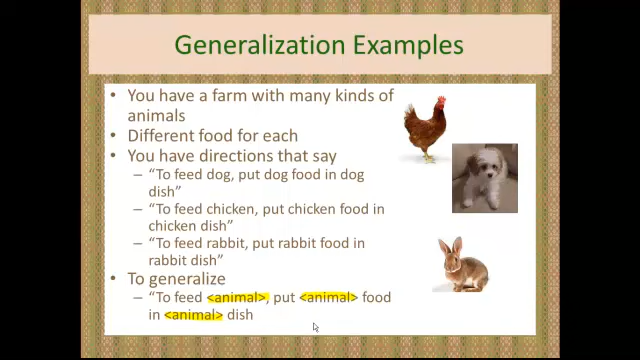 Generalization Examples
• You have a farm with many kinds of
animals
• Different food for each
• You have directions that say
– “To feed dog, put dog food in dog
dish”
– “To feed chicken, put chicken food in
chicken dish”
– “To feed rabbit, put rabbit food in
rabbit dish”
• To generalize
– “To feed <animal>, put <animal> food
in <animal> dish